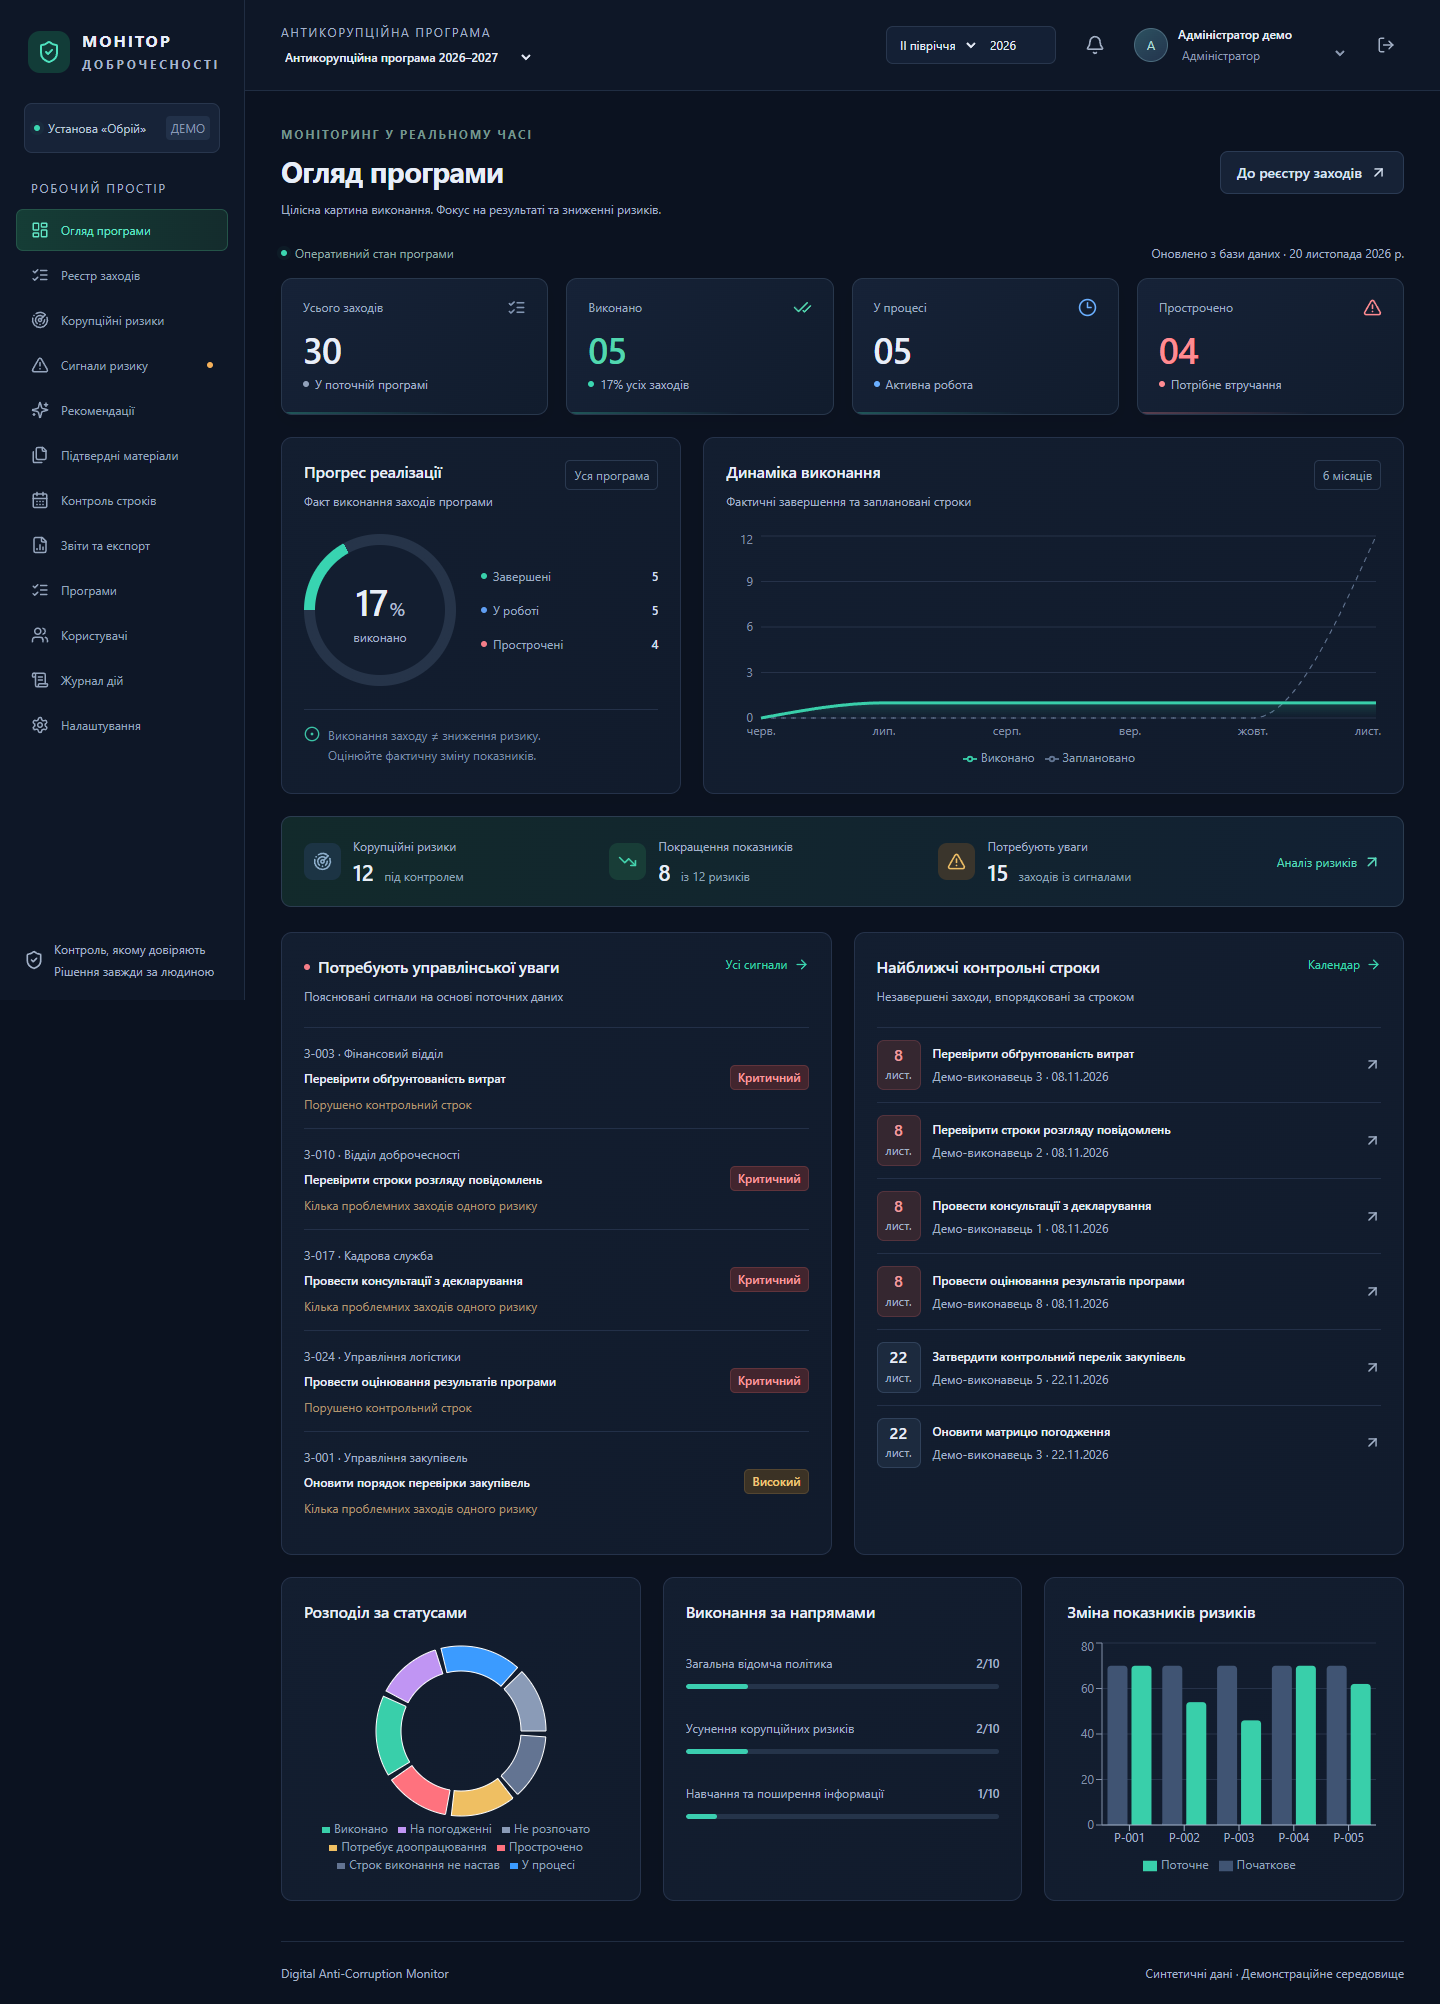 МОНІТОР
ДОБРОЧЕСНОСТІ
Установа «Обрій»
ДЕМО
РОБОЧИЙ ПРОСТІР
Огляд програми
Реєстр заходів
Корупційні ризики
Сигнали ризику
Рекомендації
Підтвердні матеріали
Контроль строків
Звіти та експорт
Програми
Користувачі
Журнал дій
Налаштування
Контроль, якому довіряють
Рішення завжди за людиною
АНТИКОРУПЦІЙНА ПРОГРАМА
Антикорупційна програма 2026–2027
II півріччя
2026
А
Адміністратор демо
Адміністратор
МОНІТОРИНГ У РЕАЛЬНОМУ ЧАСІ
Огляд програми
Цілісна картина виконання. Фокус на результаті та зниженні ризиків.
До реєстру заходів
Оперативний стан програми
Оновлено з бази даних · 20 листопада 2026 р.
Усього заходів
30
У поточній програмі
Виконано
05
17% усіх заходів
У процесі
05
Активна робота
Прострочено
04
Потрібне втручання
Прогрес реалізації
Уся програма
Факт виконання заходів програми
17%
виконано
Завершені 5
У роботі 5
Прострочені 4
Виконання заходу ≠ зниження ризику.
Оцінюйте фактичну зміну показників.
Динаміка виконання
6 місяців
Фактичні завершення та заплановані строки
12
9
6
3
0
черв. лип. серп. вер. жовт. лист.
Виконано Заплановано
Корупційні ризики
12 під контролем
Покращення показників
8 із 12 ризиків
Потребують уваги
15 заходів із сигналами
Аналіз ризиків
Потребують управлінської уваги
Усі сигнали
Пояснювані сигнали на основі поточних даних
З-003 · Фінансовий відділ
Перевірити обґрунтованість витрат
Порушено контрольний строк
Критичний
З-010 · Відділ доброчесності
Перевірити строки розгляду повідомлень
Кілька проблемних заходів одного ризику
Критичний
З-017 · Кадрова служба
Провести консультації з декларування
Кілька проблемних заходів одного ризику
Критичний
З-024 · Управління логістики
Провести оцінювання результатів програми
Порушено контрольний строк
Критичний
З-001 · Управління закупівель
Оновити порядок перевірки закупівель
Кілька проблемних заходів одного ризику
Високий
Найближчі контрольні строки
Календар
Незавершені заходи, впорядковані за строком
8
лист.
Перевірити обґрунтованість витрат
Демо-виконавець 3 · 08.11.2026
8
лист.
Перевірити строки розгляду повідомлень
Демо-виконавець 2 · 08.11.2026
8
лист.
Провести консультації з декларування
Демо-виконавець 1 · 08.11.2026
8
лист.
Провести оцінювання результатів програми
Демо-виконавець 8 · 08.11.2026
22
лист.
Затвердити контрольний перелік закупівель
Демо-виконавець 5 · 22.11.2026
22
лист.
Оновити матрицю погодження
Демо-виконавець 3 · 22.11.2026
Розподіл за статусами
Виконано На погодженні Не розпочато
Потребує доопрацювання Прострочено
Строк виконання не настав У процесі
Виконання за напрямами
Загальна відомча політика 2/10
Усунення корупційних ризиків 2/10
Навчання та поширення інформації 1/10
Зміна показників ризиків
80
60
40
20
0
Р-001 Р-002 Р-003 Р-004 Р-005
Поточне Початкове
Digital Anti-Corruption Monitor
Синтетичні дані · Демонстраційне середовище